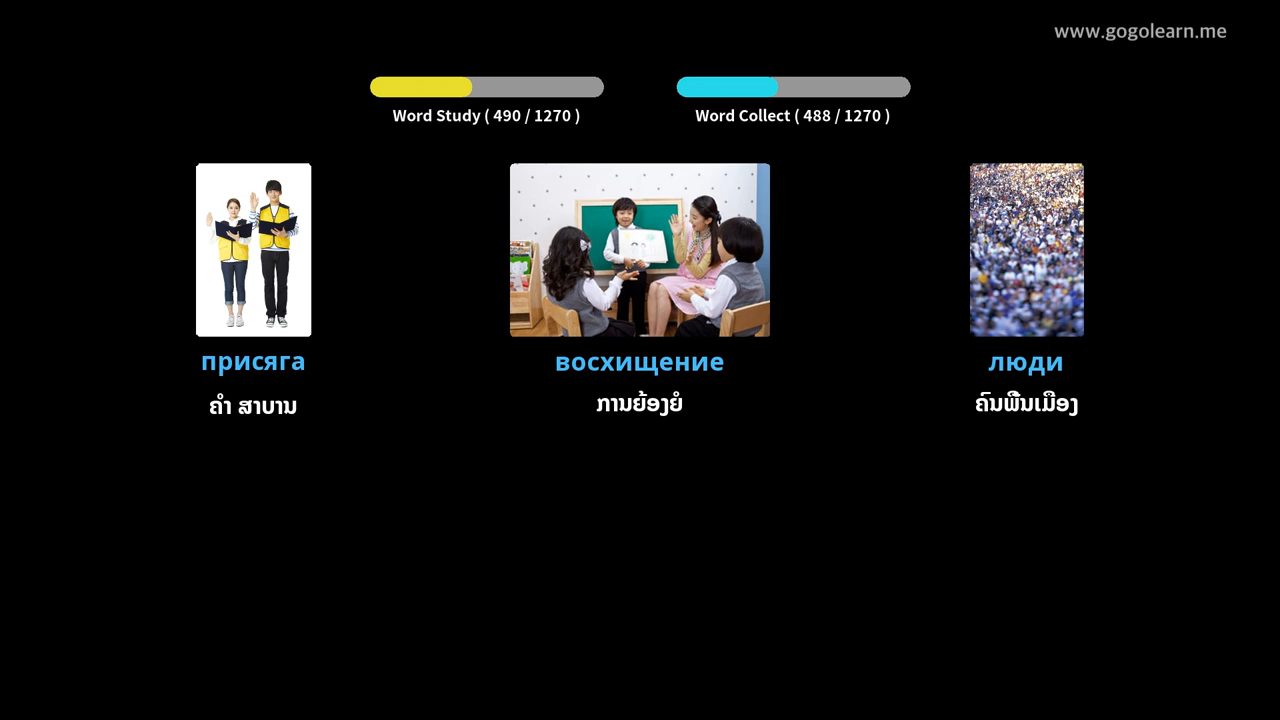 www.gogolearn.me
Word Study ( 490 / 1270 )
Word Collect ( 488 / 1270 )
присяга
восхищение
люди
ຄຳ ສາບານ
ການຍ້ອງຍໍ
ຄົນພື້ນເມືອງ